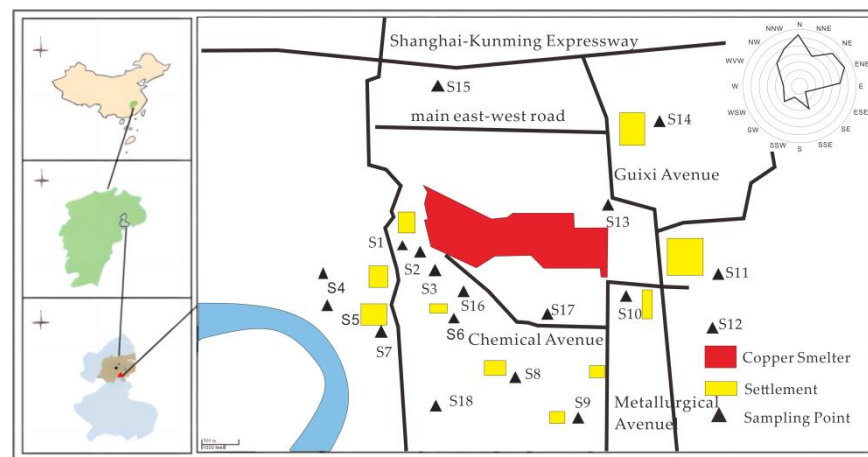 Shanghai-Kunming Expressway
S15
main east-west road
S14
Guixi Avenue
S13
S1
S2
S3
S4
S5
S16
S17
S6
S7
Chemical Avenue
S10
S11
S12
S8
S18
S9
Metallurgical
Avenuel
Copper Smelter
Settlement
Sampling Point
N
NNE
NE
ENE
E
ESE
SE
SSE
S
SSW
SW
WSW
W
WVW
NW
NNW